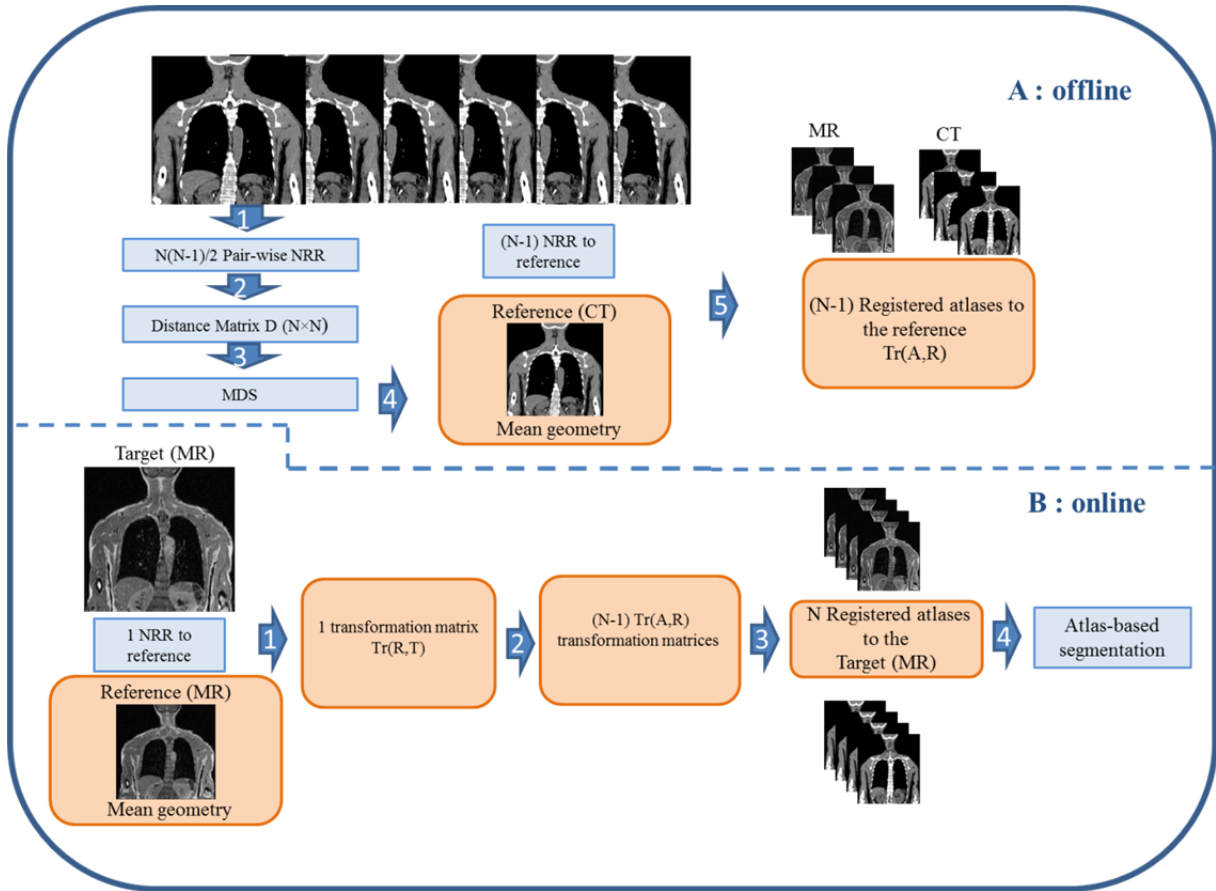 A : offline
MR
CT
1
N(N-1)/2 Pair-wise NRR
2
Distance Matrix D (N×N)
3
MDS
4
(N-1) NRR to
reference
Reference (CT)
Mean geometry
5
(N-1) Registered atlases to
the reference
Tr(A,R)
B : online
Target (MR)
1 NRR to
reference
Reference (MR)
Mean geometry
1
1 transformation matrix
Tr(R,T)
2
(N-1) Tr(A,R)
transformation matrices
3
N Registered atlases
to the
Target (MR)
4
Atlas-based
segmentation